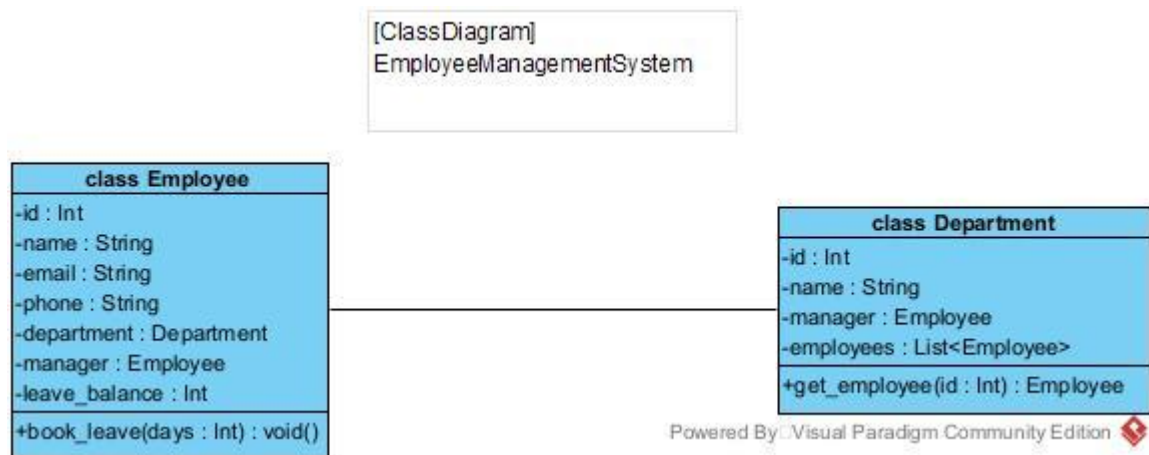 [ClassDiagram]
EmployeeManagementSystem
class Employee
-id : Int
-name : String
-email : String
-phone : String
-department : Department
-manager : Employee
-leave_balance : Int
+book_leave(days : Int) : void()
class Department
-id : Int
-name : String
-manager : Employee
-employees : List<Employee>
+get_employee(id : Int) : Employee
Powered By Visual Paradigm Community Edition